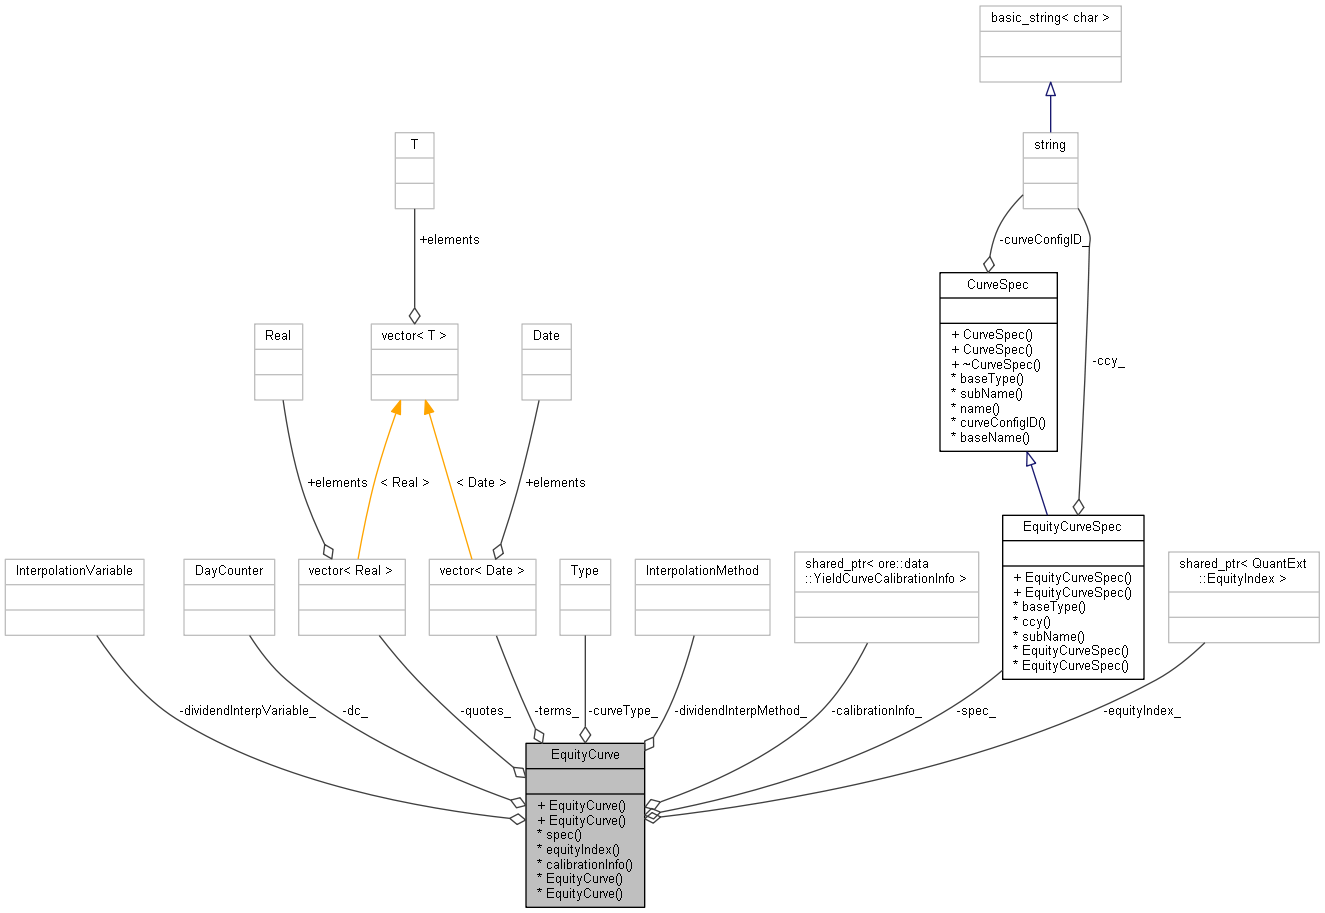 basic_string< char >
T
string
+elements
-curveConfigID_
CurveSpec
+ CurveSpec()
+ CurveSpec()
+ ~CurveSpec()
* baseType()
* subName()
* name()
* curveConfigID()
* baseName()
Real
vector< T >
Date
-ccy_
+elements
< Real >
< Date >
+elements
EquityCurveSpec
+ EquityCurveSpec()
+ EquityCurveSpec()
* baseType()
* ccy()
* subName()
* EquityCurveSpec()
* EquityCurveSpec()
InterpolationVariable
DayCounter
vector< Real >
vector< Date >
Type
InterpolationMethod
shared_ptr< ore::data
::YieldCurveCalibrationInfo >
shared_ptr< QuantExt
::EquityIndex >
-dividendInterpVariable_
-dc_
-quotes_
-terms_
-curveType_
-dividendInterpMethod_
-calibrationInfo_
-spec_
-equityIndex_
EquityCurve
+ EquityCurve()
+ EquityCurve()
* spec()
* equityIndex()
* calibrationInfo()
* EquityCurve()
* EquityCurve()